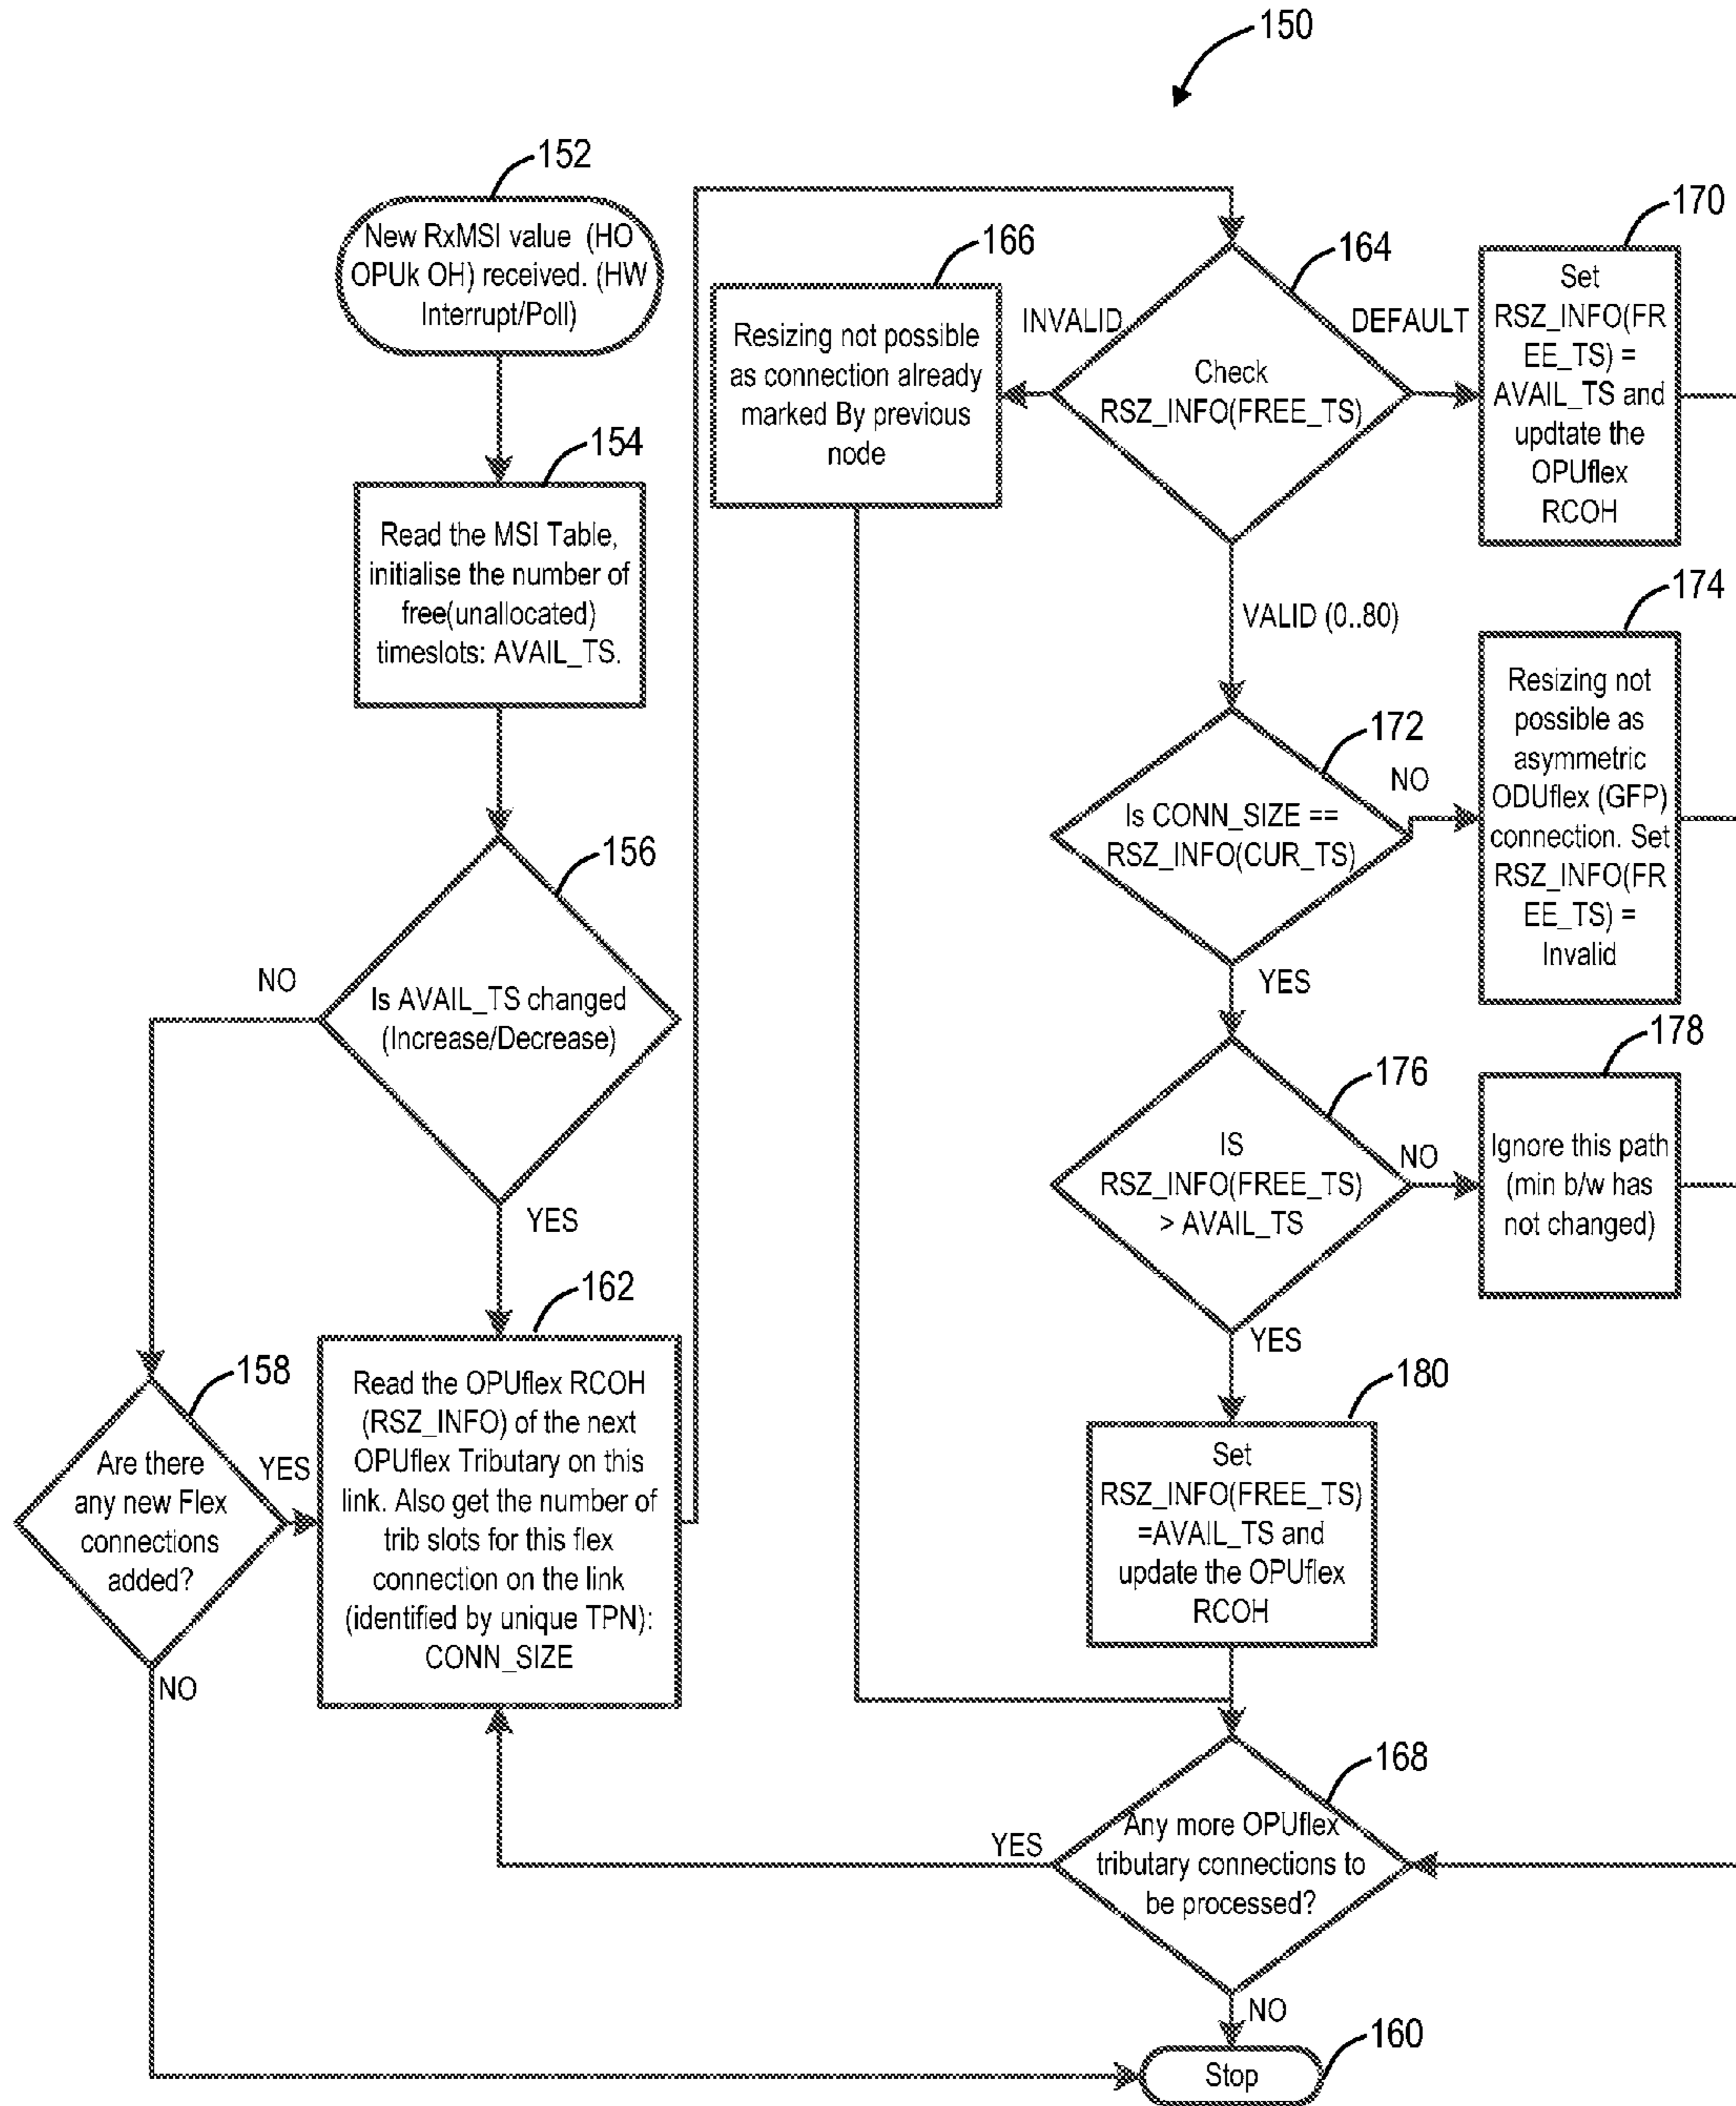 150
152
New RxMSI value (HO
OPUk OH) received. (HW
Interrupt/Poll)
154
Read the MSI Table,
initialise the number of
free(unallocated)
timeslots: AVAIL_TS.
156
Is AVAIL_TS changed
(Increase/Decrease)
NO
YES
158
Are there
any new Flex
connections
added?
YES
NO
162
Read the OPUflex RCOH
(RSZ_INFO) of the next
OPUflex Tributary on this
link. Also get the number of
trib slots for this flex
connection on the link
(identified by unique TPN):
CONN_SIZE
164
Check
RSZ_INFO(FREE_TS)
INVALID
DEFAULT
VALID (0..80)
166
Resizing not possible
as connection already
marked By previous
node
170
Set
RSZ_INFO(FR
EE_TS) =
AVAIL_TS and
updtate the
OPUflex
RCOH
172
Is CONN_SIZE ==
RSZ_INFO(CUR_TS)
NO
YES
174
Resizing not
possible as
asymmetric
ODUflex (GFP)
connection. Set
RSZ_INFO(FR
EE_TS) =
Invalid
176
IS
RSZ_INFO(FREE_TS)
> AVAIL_TS
NO
YES
178
Ignore this path
(min b/w has
not changed)
180
Set
RSZ_INFO(FREE_TS)
=AVAIL_TS and
update the OPUflex
RCOH
168
Any more OPUflex
tributary connections to
be processed?
YES
NO
160
Stop